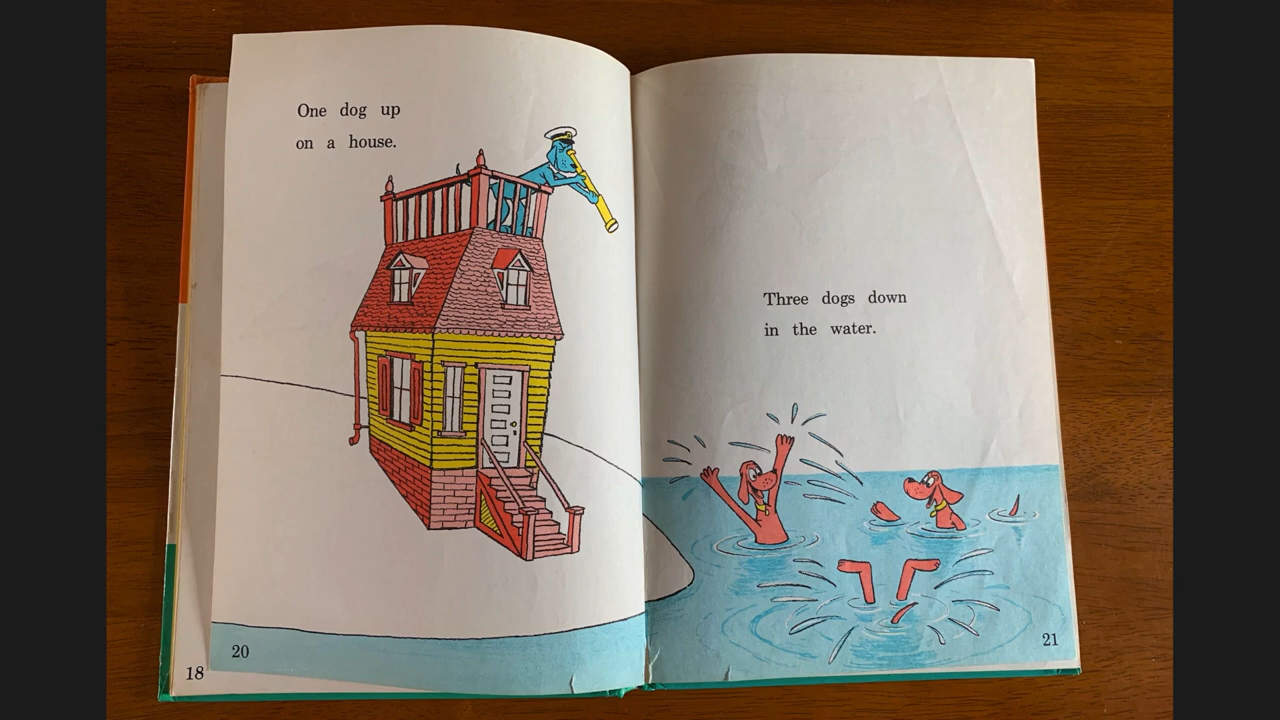 One dog up
on a house.
20
18
Three dogs down
in the water.
21